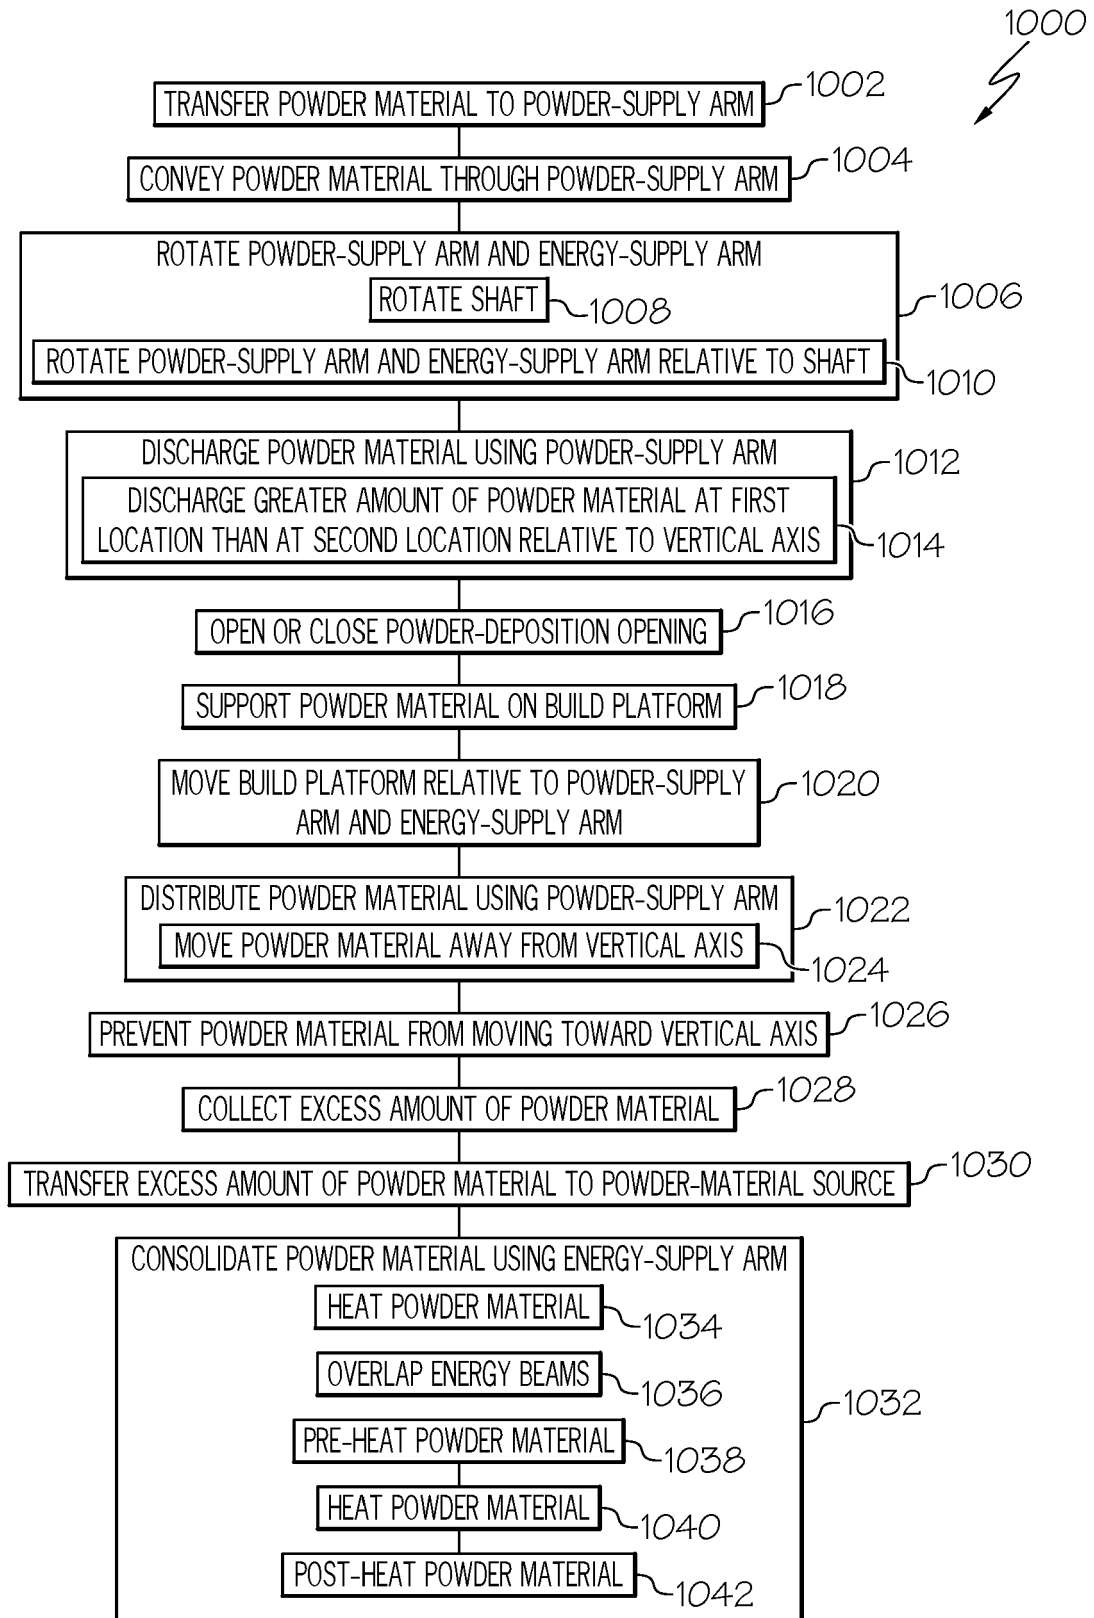 1000
TRANSFER POWDER MATERIAL TO POWDER-SUPPLY ARM
1002
CONVEY POWDER MATERIAL THROUGH POWDER-SUPPLY ARM
1004
ROTATE POWDER-SUPPLY ARM AND ENERGY-SUPPLY ARM
1006
ROTATE SHAFT
1008
ROTATE POWDER-SUPPLY ARM AND ENERGY-SUPPLY ARM RELATIVE TO SHAFT
1010
DISCHARGE POWDER MATERIAL USING POWDER-SUPPLY ARM
1012
DISCHARGE GREATER AMOUNT OF POWDER MATERIAL AT FIRST
LOCATION THAN AT SECOND LOCATION RELATIVE TO VERTICAL AXIS
1014
OPEN OR CLOSE POWDER-DEPOSITION OPENING
1016
SUPPORT POWDER MATERIAL ON BUILD PLATFORM
1018
MOVE BUILD PLATFORM RELATIVE TO POWDER-SUPPLY
ARM AND ENERGY-SUPPLY ARM
1020
DISTRIBUTE POWDER MATERIAL USING POWDER-SUPPLY ARM
1022
MOVE POWDER MATERIAL AWAY FROM VERTICAL AXIS
1024
PREVENT POWDER MATERIAL FROM MOVING TOWARD VERTICAL AXIS
1026
COLLECT EXCESS AMOUNT OF POWDER MATERIAL
1028
TRANSFER EXCESS AMOUNT OF POWDER MATERIAL TO POWDER-MATERIAL SOURCE
1030
CONSOLIDATE POWDER MATERIAL USING ENERGY-SUPPLY ARM
HEAT POWDER MATERIAL
1034
OVERLAP ENERGY BEAMS
1036
1032
PRE-HEAT POWDER MATERIAL
1038
HEAT POWDER MATERIAL
1040
POST-HEAT POWDER MATERIAL
1042